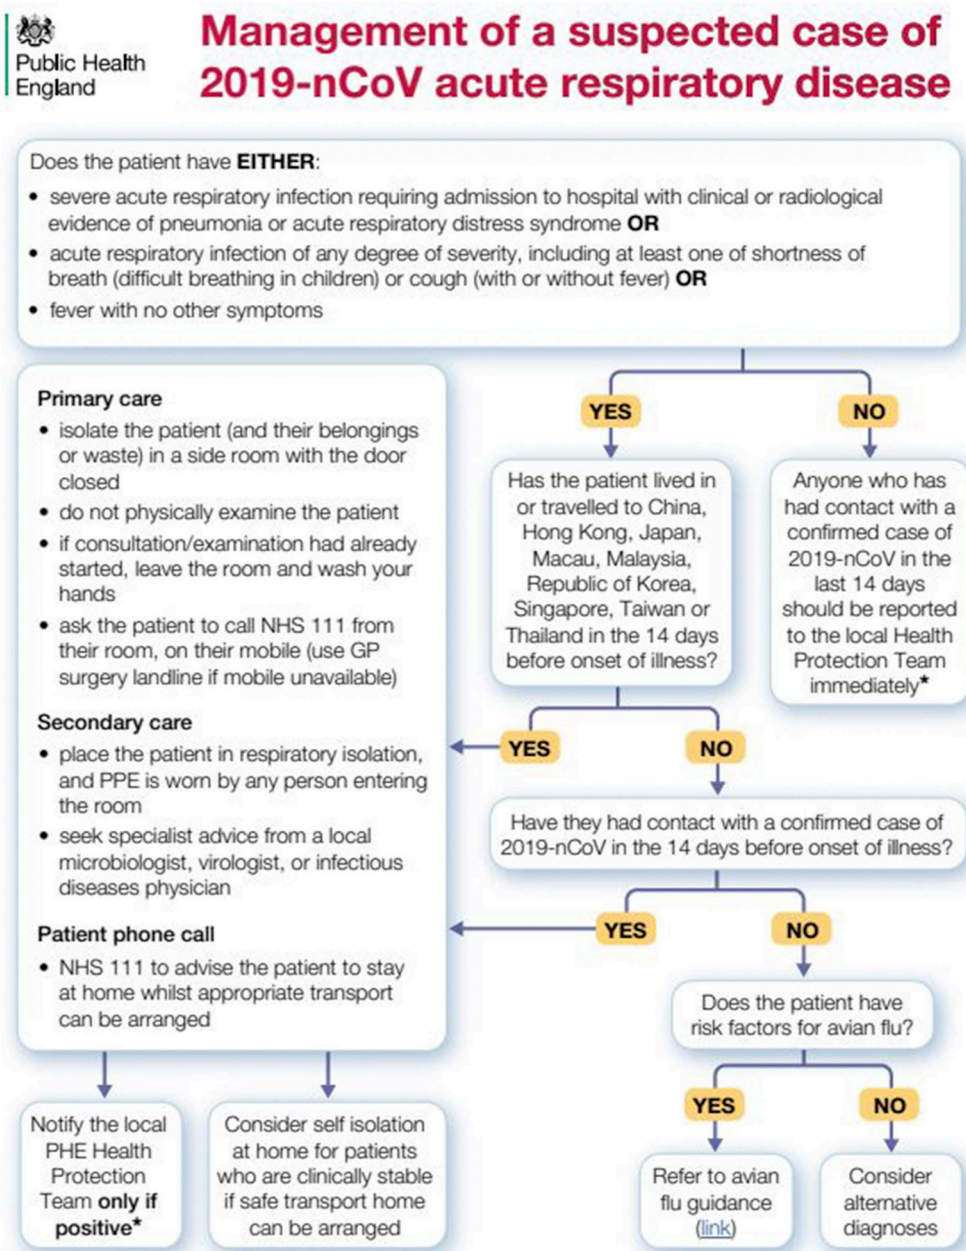 Public Health
England
Management of a suspected case of
2019-nCoV acute respiratory disease
Does the patient have EITHER:
• severe acute respiratory infection requiring admission to hospital with clinical or radiological
evidence of pneumonia or acute respiratory distress syndrome OR
• acute respiratory infection of any degree of severity, including at least one of shortness of
breath (difficult breathing in children) or cough (with or without fever) OR
• fever with no other symptoms
YES
NO
Has the patient lived in
or travelled to China,
Hong Kong, Japan,
Macau, Malaysia,
Republic of Korea,
Singapore, Taiwan or
Thailand in the 14 days
before onset of illness?
Anyone who has
had contact with a
confirmed case of
2019-nCoV in the
last 14 days
should be reported
to the local Health
Protection Team
immediately*
YES
NO
Have they had contact with a confirmed case of
2019-nCoV in the 14 days before onset of illness?
YES
NO
Does the patient have
risk factors for avian flu?
YES
NO
Refer to avian
flu guidance
(link)
Consider
alternative
diagnoses
Primary care
• isolate the patient (and their belongings
or waste) in a side room with the door
closed
• do not physically examine the patient
• if consultation/examination had already
started, leave the room and wash your
hands
• ask the patient to call NHS 111 from
their room, on their mobile (use GP
surgery landline if mobile unavailable)
Secondary care
• place the patient in respiratory isolation,
and PPE is worn by any person entering
the room
• seek specialist advice from a local
microbiologist, virologist, or infectious
diseases physician
Patient phone call
• NHS 111 to advise the patient to stay
at home whilst appropriate transport
can be arranged
Notify the local
PHE Health
Protection
Team only if
positive*
Consider self isolation
at home for patients
who are clinically stable
if safe transport home
can be arranged